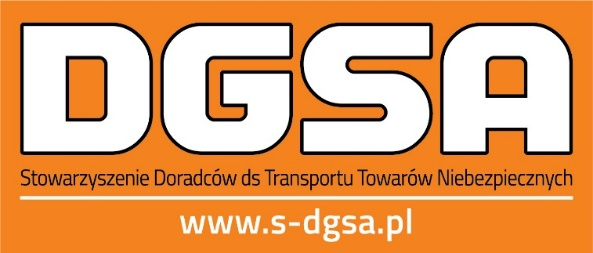 DGSA
Stowarzyszenie Doradców ds Transportu Towarów Niebezpiecznych
www.s-dgsa.pl